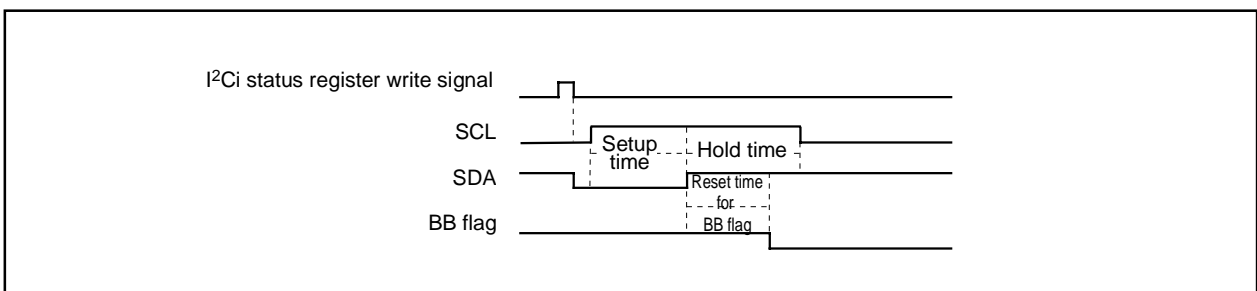 I²Ci status register write signal
SCL
Setup
time
Hold time
SDA
Reset time
for
BB flag
BB flag